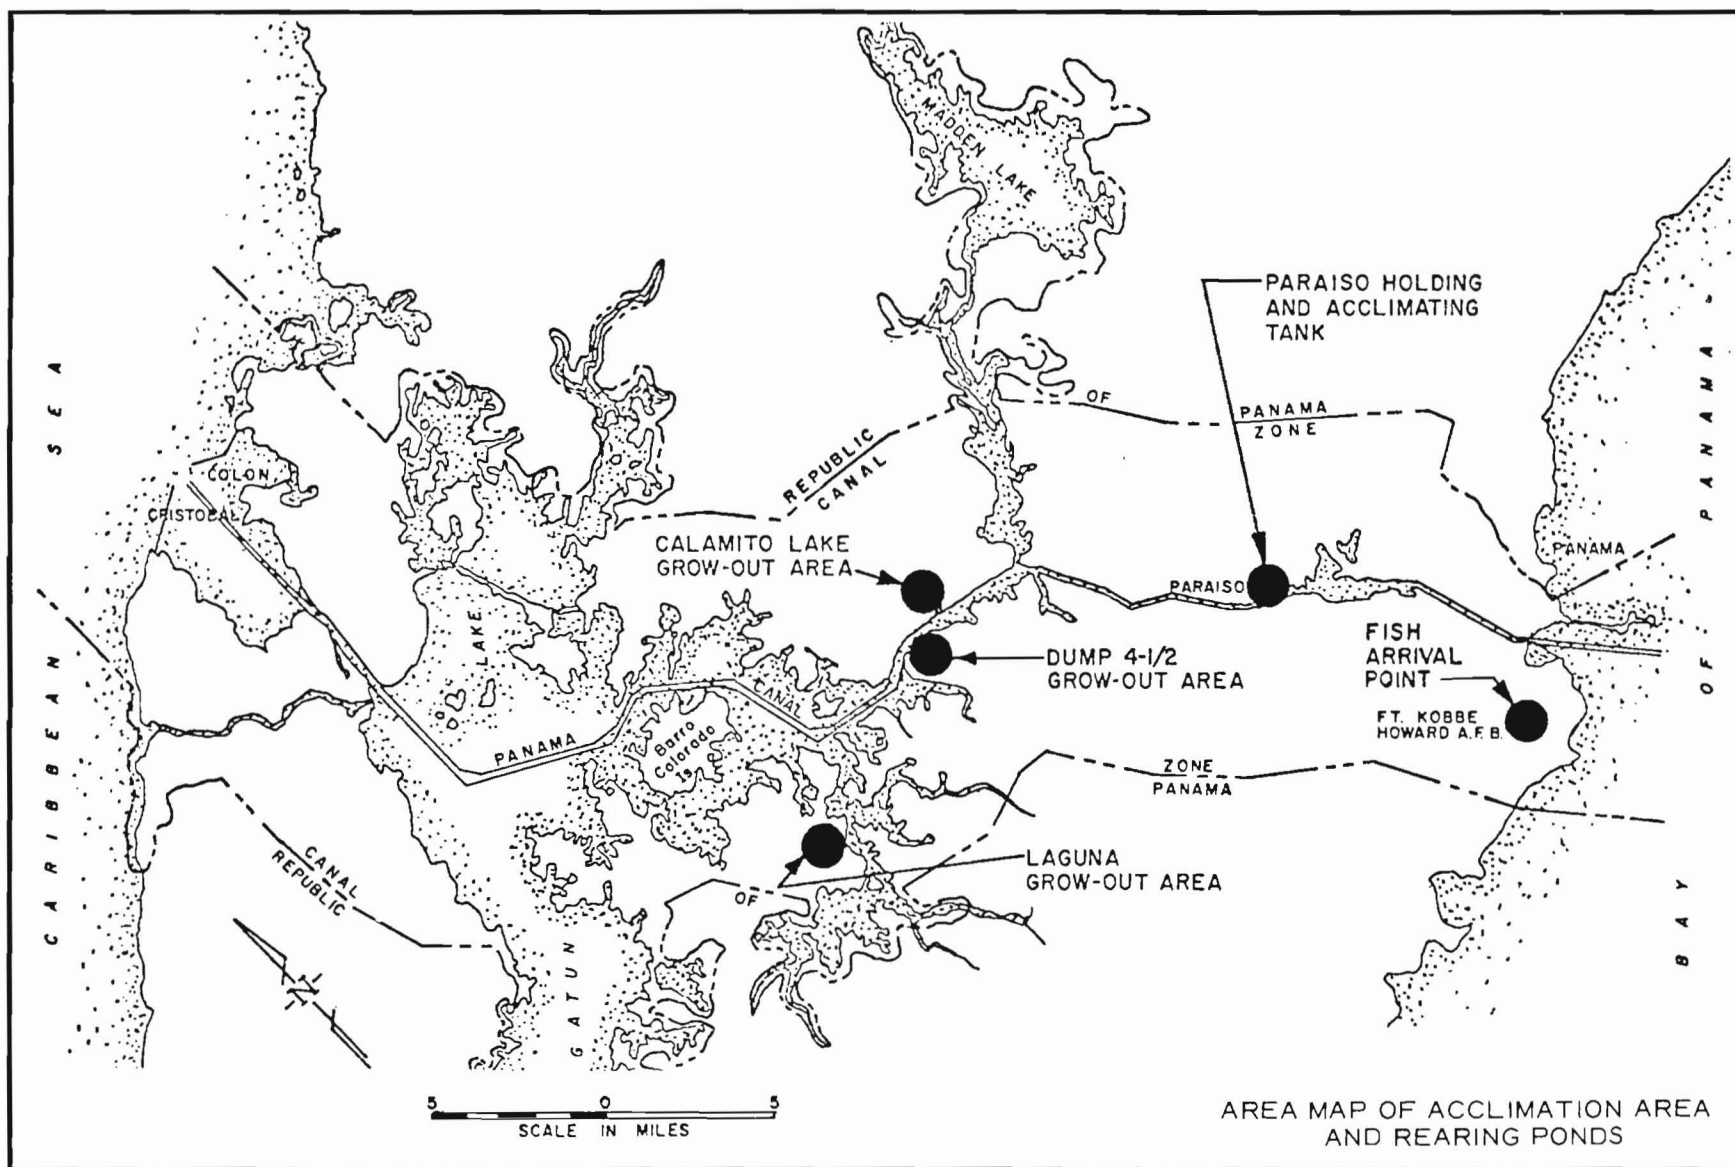 MADDEN LAKE
PARAISO HOLDING
AND ACCLIMATING
TANK
CARIBBEAN SEA
BAY OF PANAMA
OF
PANAMA
ZONE
REPUBLIC
CANAL
COLON
CRISTOBAL
CALAMITO LAKE
GROW-OUT AREA
PARAISO
PANAMA
FISH
ARRIVAL
POINT
FT. KOBBE
HOWARD A.F.B.
DUMP 4-1/2
GROW-OUT AREA
GATUN LAKE
PANAMA CANAL
Barro
Colorado
Is.
ZONE
PANAMA
LAGUNA
GROW-OUT AREA
OF
CANAL
REPUBLIC
N
5 0 5
SCALE IN MILES
AREA MAP OF ACCLIMATION AREA
AND REARING PONDS